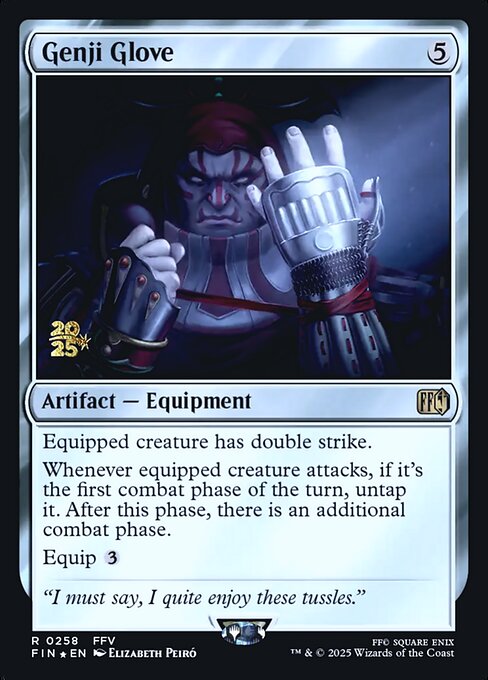 Genji Glove 5
20
25
Artifact — Equipment
FF
Equipped creature has double strike.
Whenever equipped creature attacks, if it's
the first combat phase of the turn, untap
it. After this phase, there is an additional
combat phase.
Equip 3
“I must say, I quite enjoy these tussles.”
R 0258 FFV
FIN★EN Elizabeth Peiró
FF© SQUARE ENIX
™ & © 2025 Wizards of the Coast